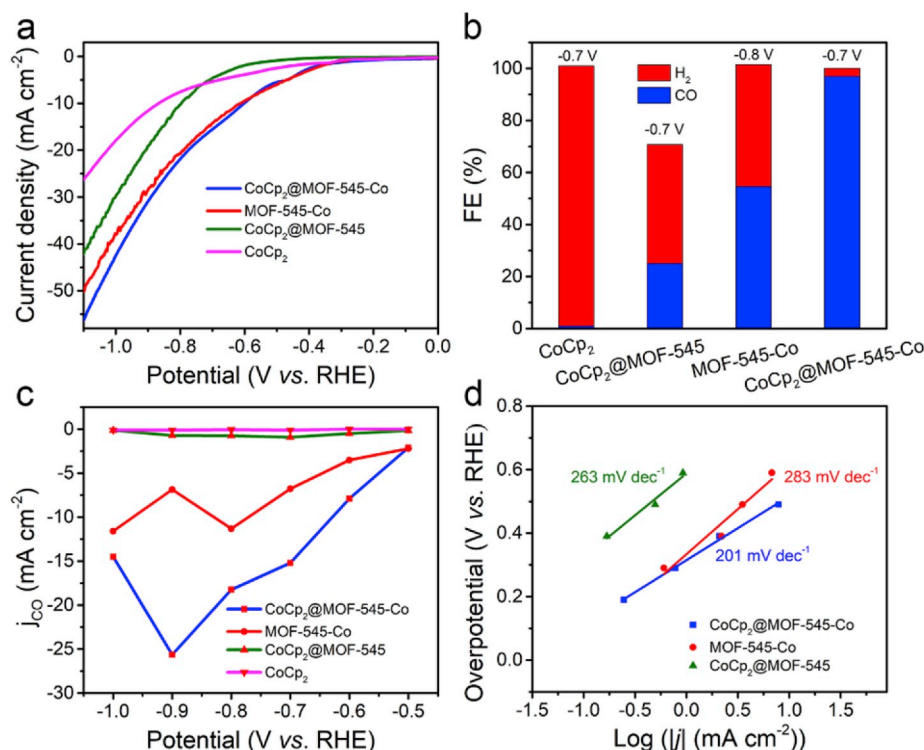 a
Current density (mA cm⁻²)
0
-10
-20
-30
-40
-50
CoCp₂@MOF-545-Co
MOF-545-Co
CoCp₂@MOF-545
CoCp₂
-1.0 -0.8 -0.6 -0.4 -0.2 0.0
Potential (V vs. RHE)
b
FE (%)
100
80
60
40
20
0
-0.7 V
-0.7 V
-0.8 V
-0.7 V
H₂
CO
CoCp₂
CoCp₂@MOF-545
MOF-545-Co
CoCp₂@MOF-545-Co
c
j_CO (mA cm⁻²)
0
-5
-10
-15
-20
-25
-30
CoCp₂@MOF-545-Co
MOF-545-Co
CoCp₂@MOF-545
CoCp₂
-1.0 -0.9 -0.8 -0.7 -0.6 -0.5
Potential (V vs. RHE)
d
Overpotential (V vs. RHE)
0.8
0.6
0.4
0.2
0.0
263 mV dec⁻¹
283 mV dec⁻¹
201 mV dec⁻¹
CoCp₂@MOF-545-Co
MOF-545-Co
CoCp₂@MOF-545
-1.5 -1.0 -0.5 0.0 0.5 1.0 1.5
Log (|j| (mA cm⁻²))